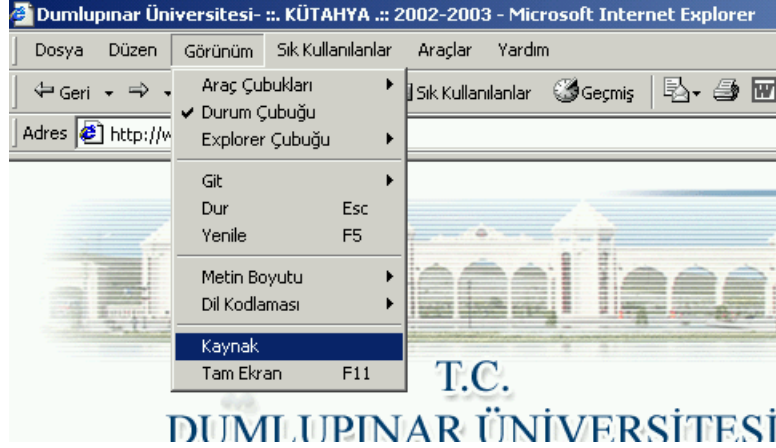 Dumlupınar Üniversitesi- ::. KÜTAHYA .:: 2002-2003 - Microsoft Internet Explorer
Dosya Düzen Görünüm Sık Kullanılanlar Araçlar Yardım
Geri Sık Kullanılanlar Geçmiş
Adres http://w
Araç Çubukları
Durum Çubuğu
Explorer Çubuğu
Git
Dur Esc
Yenile F5
Metin Boyutu
Dil Kodlaması
Kaynak
Tam Ekran F11
T.C.
DUMLUPINAR ÜNİVERSİTESİ